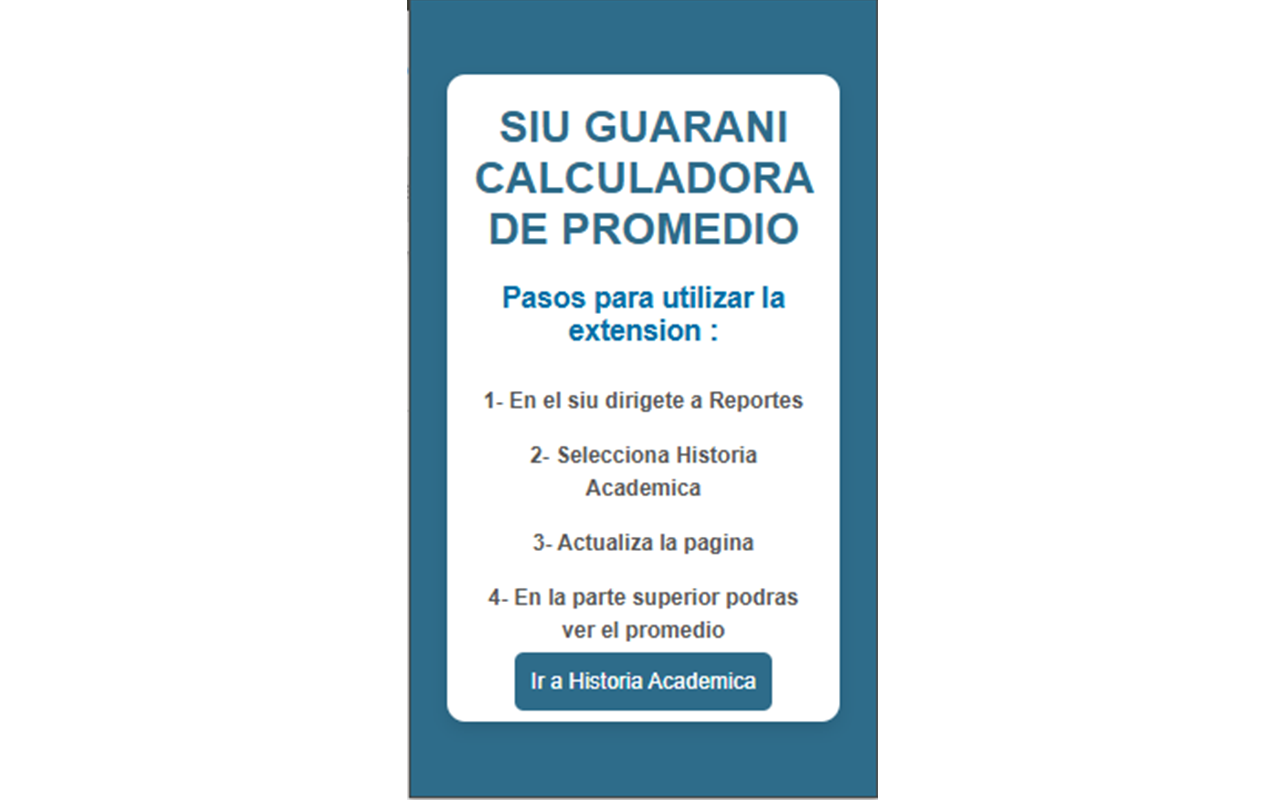 SIU GUARANI
CALCULADORA
DE PROMEDIO
Pasos para utilizar la
extension :
1- En el siu dirigete a Reportes
2- Selecciona Historia
Academica
3- Actualiza la pagina
4- En la parte superior podras
ver el promedio
Ir a Historia Academica